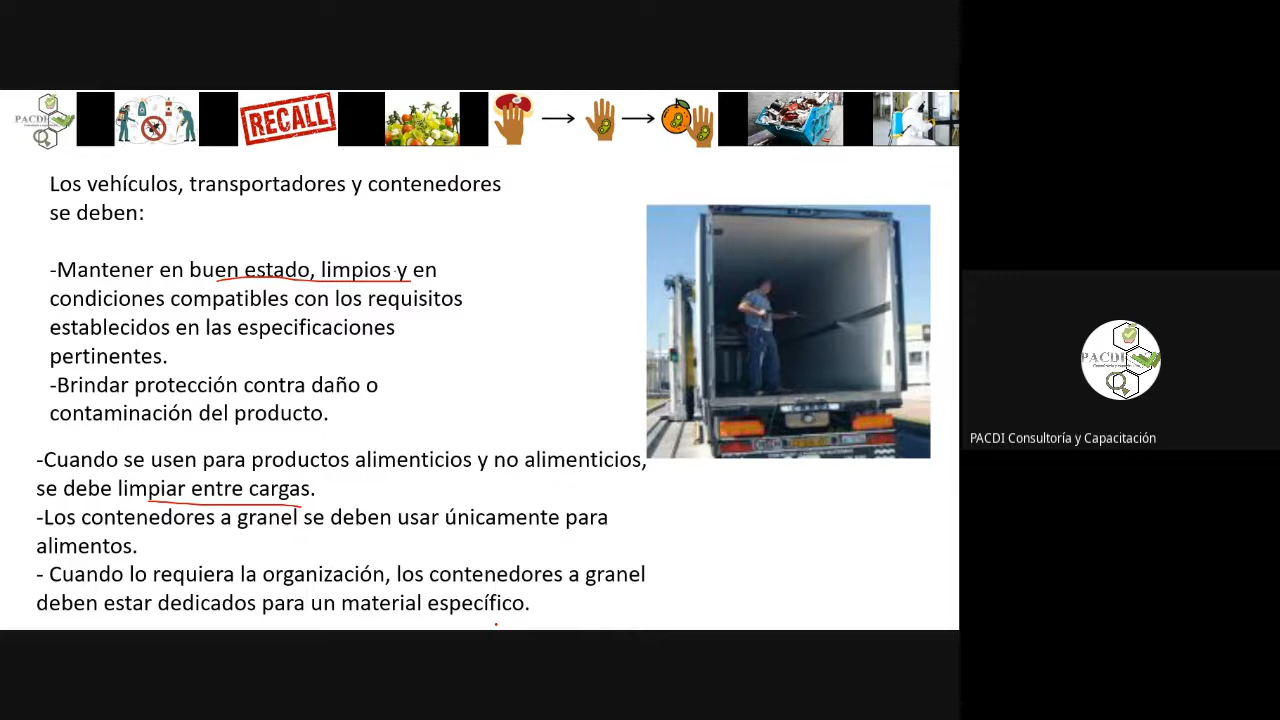 PACDI
RECALL
Los vehículos, transportadores y contenedores
se deben:
-Mantener en buen estado, limpios y en
condiciones compatibles con los requisitos
establecidos en las especificaciones
pertinentes.
-Brindar protección contra daño o
contaminación del producto.
-Cuando se usen para productos alimenticios y no alimenticios,
se debe limpiar entre cargas.
-Los contenedores a granel se deben usar únicamente para
alimentos.
- Cuando lo requiera la organización, los contenedores a granel
deben estar dedicados para un material específico.
PACDI
PACDI Consultoría y Capacitación